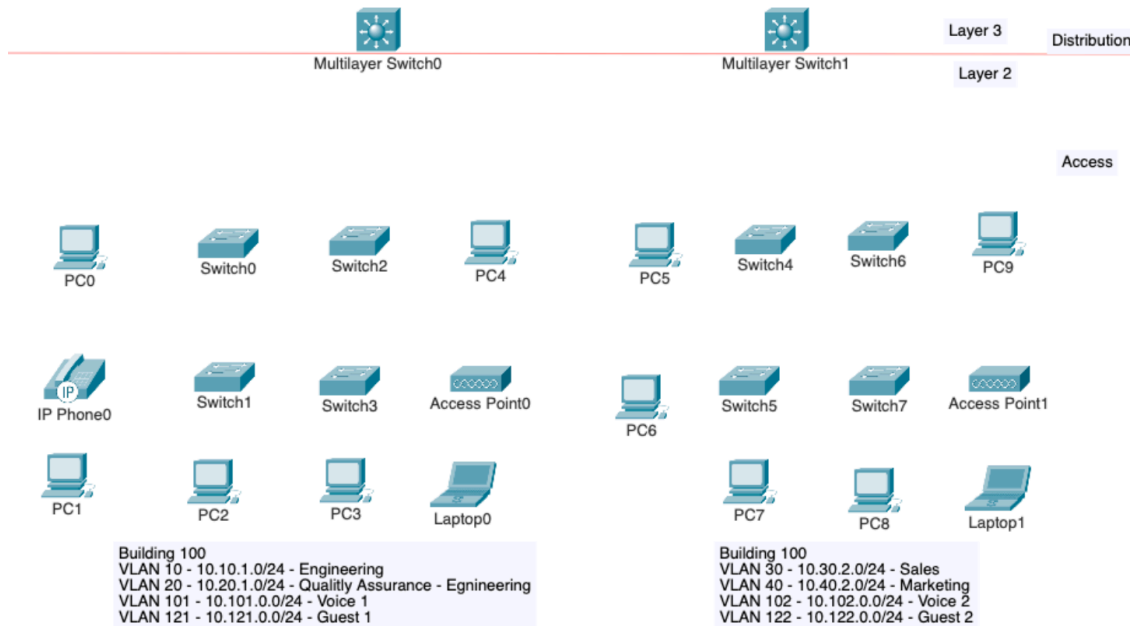 Layer 3
Distribution
Multilayer Switch0
Multilayer Switch1
Layer 2
Access
PC0
Switch0
Switch2
PC4
PC5
Switch4
Switch6
PC9
IP
IP Phone0
Switch1
Switch3
Access Point0
PC6
Switch5
Switch7
Access Point1
PC1
PC2
PC3
Laptop0
PC7
PC8
Laptop1
Building 100
VLAN 10 - 10.10.1.0/24 - Engineering
VLAN 20 - 10.20.1.0/24 - Qualitly Assurance - Egnineering
VLAN 101 - 10.101.0.0/24 - Voice 1
VLAN 121 - 10.121.0.0/24 - Guest 1
Building 100
VLAN 30 - 10.30.2.0/24 - Sales
VLAN 40 - 10.40.2.0/24 - Marketing
VLAN 102 - 10.102.0.0/24 - Voice 2
VLAN 122 - 10.122.0.0/24 - Guest 2